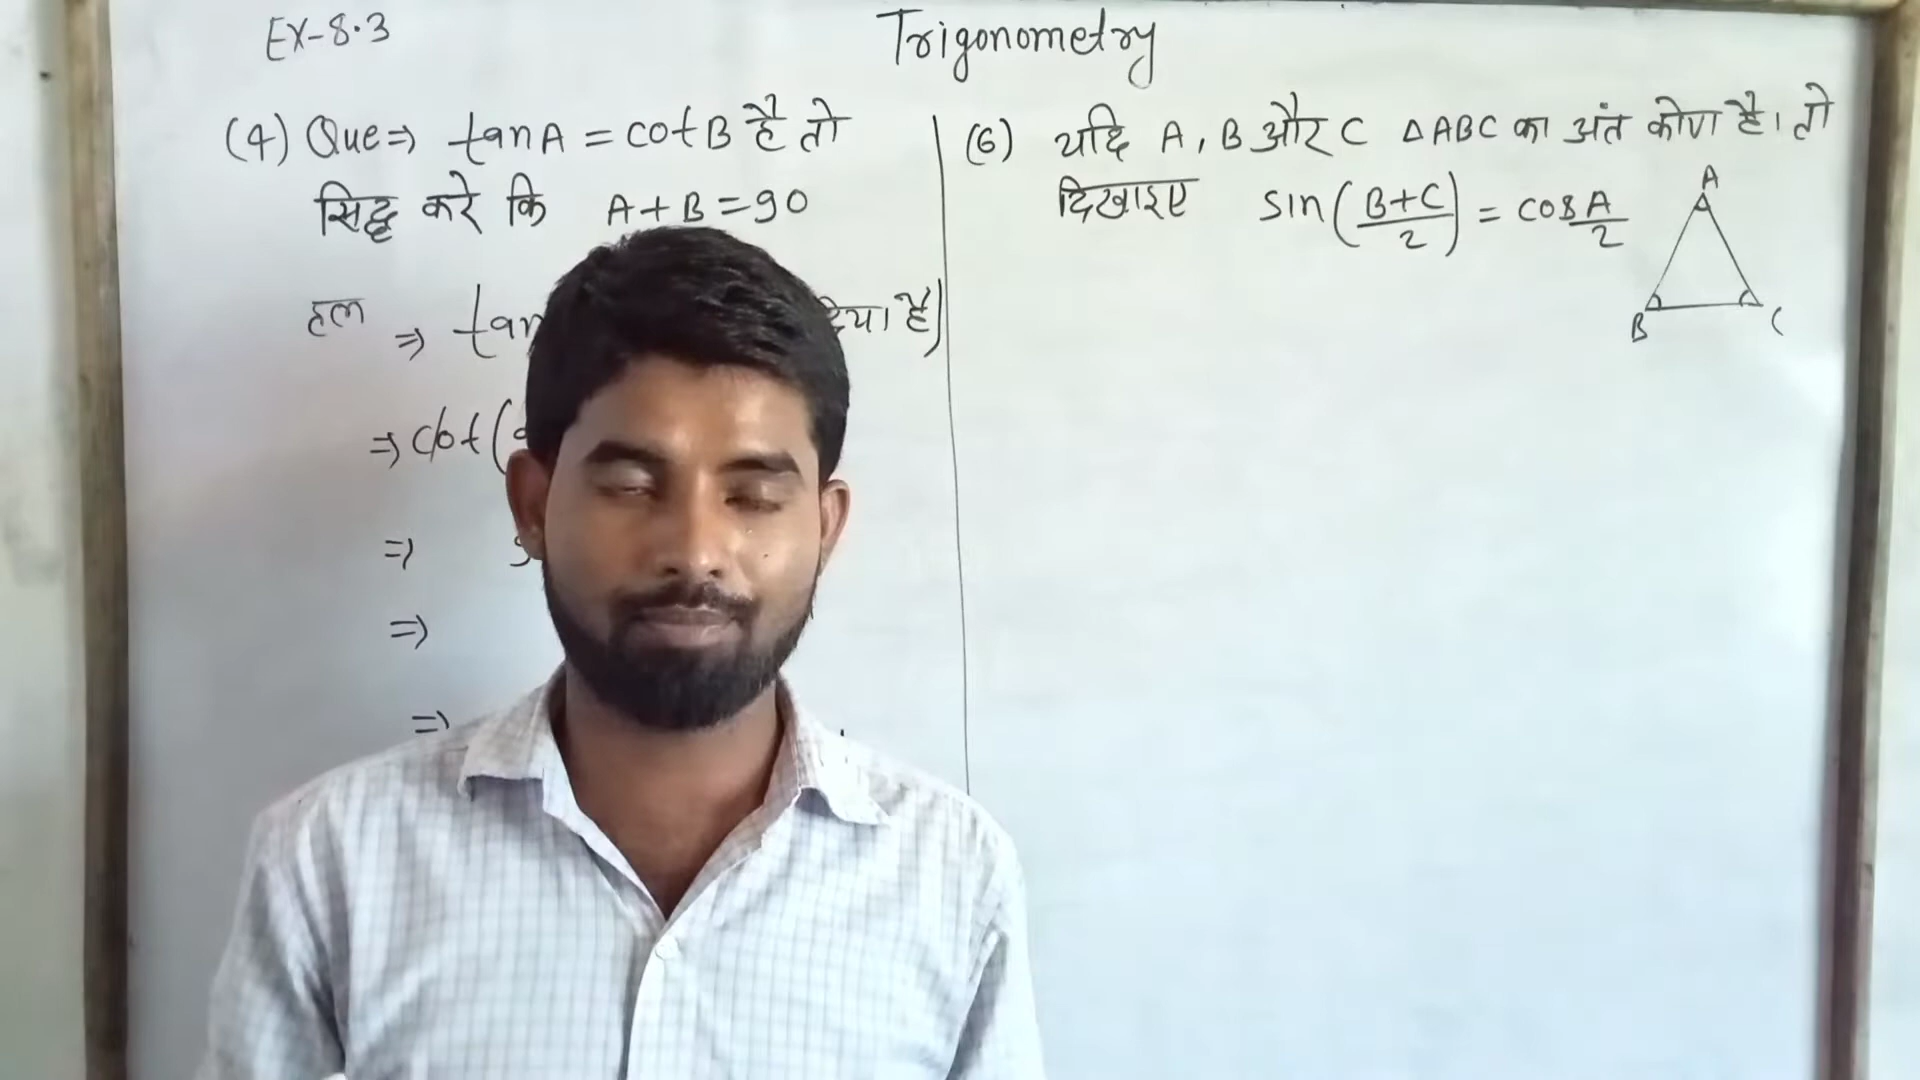 EX-8.3
Trigonometry
(4) Que⇒ tanA = cotB है तो
सिद्ध करे कि A+B=90
हल ⇒ tan दिया है)
⇒ cot(
⇒
⇒
⇒
(6) यदि A, B और C ΔABC का अंत कोण है। तो
दिखाइए sin(B+C/2) = cos A/2
A
B C